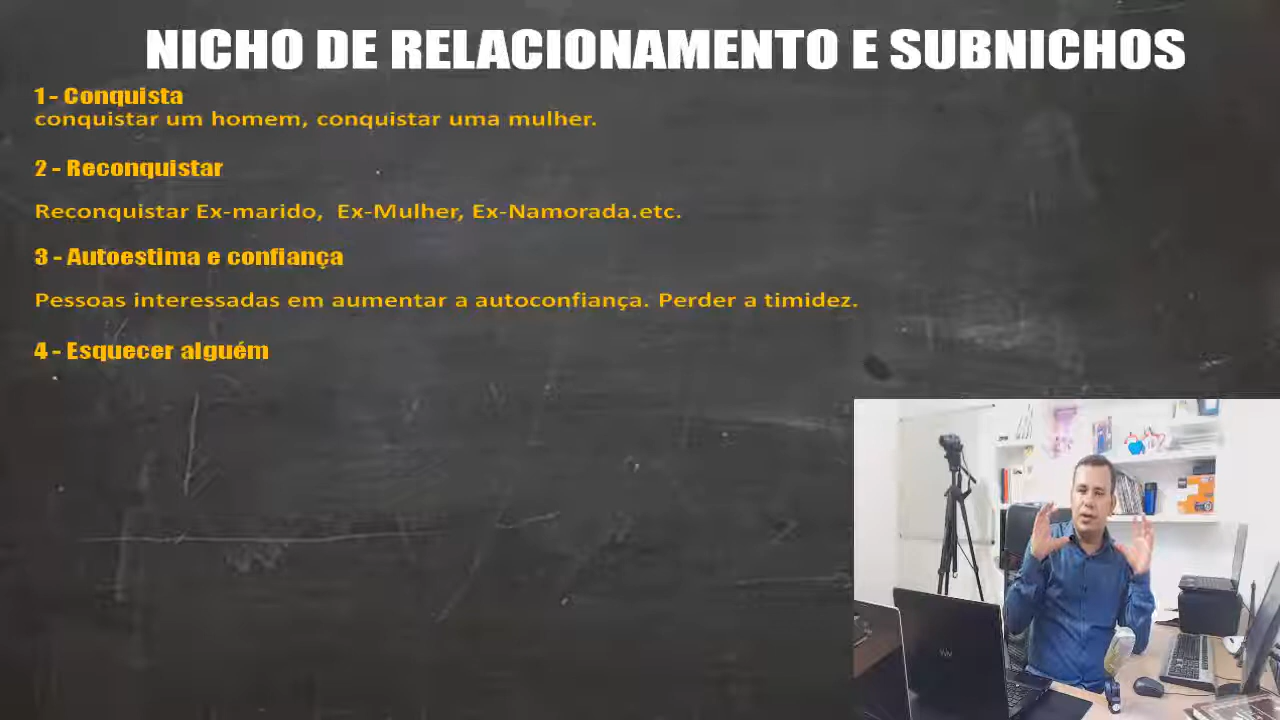 NICHO DE RELACIONAMENTO E SUBNICHOS
1 - Conquista
conquistar um homem, conquistar uma mulher.
2 - Reconquistar
Reconquistar Ex-marido, Ex-Mulher, Ex-Namorada.etc.
3 - Autoestima e confiança
Pessoas interessadas em aumentar a autoconfiança. Perder a timidez.
4 - Esquecer alguém